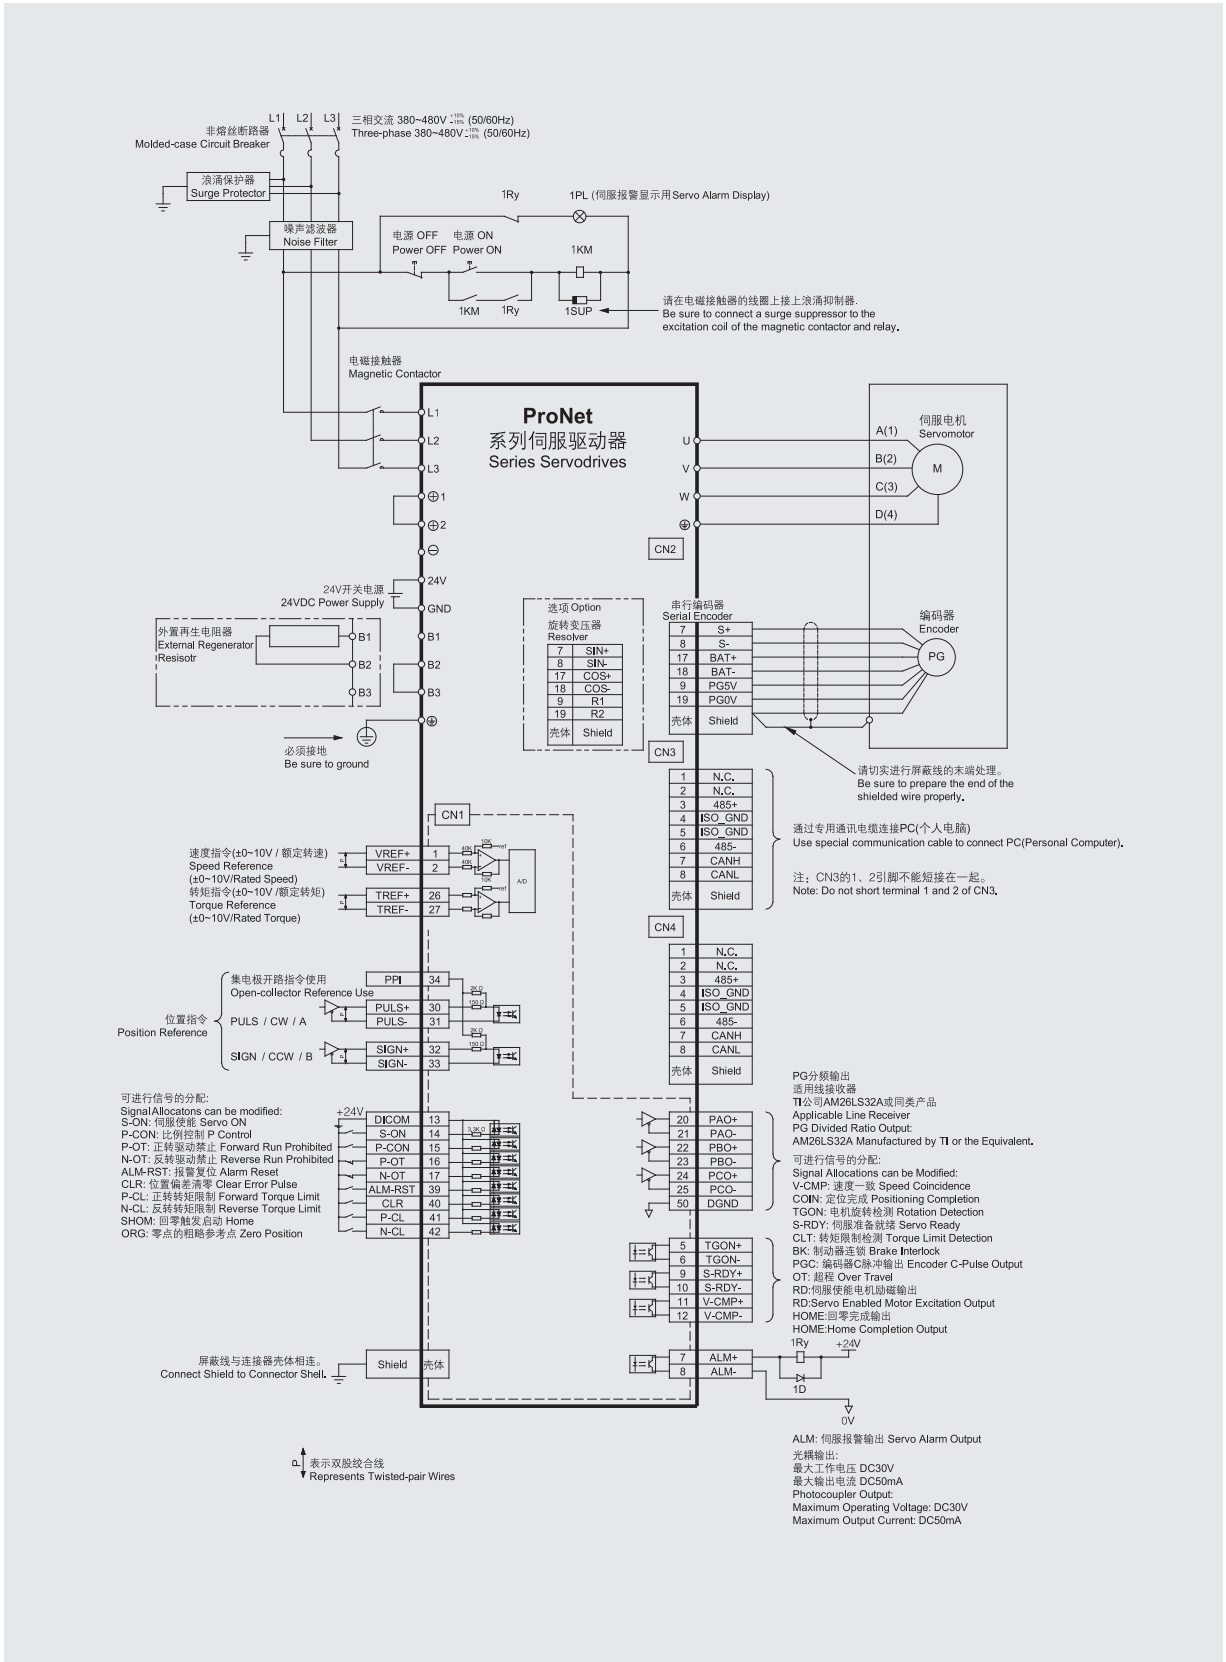 L1 L2 L3
三相交流 380~480V +10% -15% (50/60Hz)
Three-phase 380~480V +10% -15% (50/60Hz)
非熔丝断路器
Molded-case Circuit Breaker
浪涌保护器
Surge Protector
噪声滤波器
Noise Filter
1Ry
1PL (伺服报警显示用Servo Alarm Display)
电源 OFF
Power OFF
电源 ON
Power ON
1KM
1KM
1Ry
1SUP
请在电磁接触器的线圈上接上浪涌抑制器.
Be sure to connect a surge suppressor to the
excitation coil of the magnetic contactor and relay.
电磁接触器
Magnetic Contactor
ProNet
系列伺服驱动器
Series Servodrives
L1
L2
L3
⊕1
⊕2
⊖
24V
GND
B1
B2
B3
24V开关电源
24VDC Power Supply
外置再生电阻器
External Regenerator
Resisotr
B1
B2
B3
必须接地
Be sure to ground
U
V
W
A(1)
B(2)
C(3)
D(4)
伺服电机
Servomotor
M
CN2
选项 Option
旋转变压器
Resolver
7 SIN+
8 SIN-
17 COS+
18 COS-
9 R1
19 R2
壳体 Shield
串行编码器
Serial Encoder
7 S+
8 S-
17 BAT+
18 BAT-
9 PG5V
19 PG0V
壳体 Shield
编码器
Encoder
PG
请切实进行屏蔽线的末端处理。
Be sure to prepare the end of the
shielded wire properly.
CN3
1 N.C.
2 N.C.
3 485+
4 ISO_GND
5 ISO_GND
6 485-
7 CANH
8 CANL
壳体 Shield
通过专用通讯电缆连接PC(个人电脑)
Use special communication cable to connect PC(Personal Computer).
注：CN3的1、2引脚不能短接在一起。
Note: Do not short terminal 1 and 2 of CN3.
CN4
1 N.C.
2 N.C.
3 485+
4 ISO_GND
5 ISO_GND
6 485-
7 CANH
8 CANL
壳体 Shield
CN1
速度指令(±0~10V / 额定转速)
Speed Reference
(±0~10V/Rated Speed)
转矩指令(±0~10V /额定转矩)
Torque Reference
(±0~10V/Rated Torque)
P
VREF+ 1
VREF- 2
P
TREF+ 26
TREF- 27
10K
40K
40K
10K
ref
ref
A/D
位置指令
Position Reference
集电极开路指令使用
Open-collector Reference Use
PULS / CW / A
SIGN / CCW / B
PPI 34
P
PULS+ 30
PULS- 31
P
SIGN+ 32
SIGN- 33
2K Ω
150 Ω
2K Ω
150 Ω
可进行信号的分配:
Signal Allocatons can be modified:
S-ON: 伺服使能 Servo ON
P-CON: 比例控制 P Control
P-OT: 正转驱动禁止 Forward Run Prohibited
N-OT: 反转驱动禁止 Reverse Run Prohibited
ALM-RST: 报警复位 Alarm Reset
CLR: 位置偏差清零 Clear Error Pulse
P-CL: 正转转矩限制 Forward Torque Limit
N-CL: 反转转矩限制 Reverse Torque Limit
SHOM: 回零触发启动 Home
ORG: 零点的粗略参考点 Zero Position
+24V
DICOM 13
S-ON 14
P-CON 15
P-OT 16
N-OT 17
ALM-RST 39
CLR 40
P-CL 41
N-CL 42
3.3K Ω
20 PAO+
21 PAO-
22 PBO+
23 PBO-
24 PCO+
25 PCO-
50 DGND
PG分频输出
适用线接收器
TI公司AM26LS32A或同类产品
Applicable Line Receiver
PG Divided Ratio Output:
AM26LS32A Manufactured by TI or the Equivalent.
可进行信号的分配:
Signal Allocations can be Modified:
V-CMP: 速度一致 Speed Coincidence
COIN: 定位完成 Positioning Completion
TGON: 电机旋转检测 Rotation Detection
S-RDY: 伺服准备就绪 Servo Ready
CLT: 转矩限制检测 Torque Limit Detection
BK: 制动器连锁 Brake Interlock
PGC: 编码器C脉冲输出 Encoder C-Pulse Output
OT: 超程 Over Travel
RD:伺服使能电机励磁输出
RD:Servo Enabled Motor Excitation Output
HOME:回零完成输出
HOME:Home Completion Output
5 TGON+
6 TGON-
9 S-RDY+
10 S-RDY-
11 V-CMP+
12 V-CMP-
7 ALM+
8 ALM-
1Ry
+24V
1D
0V
屏蔽线与连接器壳体相连。
Connect Shield to Connector Shell.
Shield 壳体
ALM: 伺服报警输出 Servo Alarm Output
光耦输出:
最大工作电压 DC30V
最大输出电流 DC50mA
Photocoupler Output:
Maximum Operating Voltage: DC30V
Maximum Output Current: DC50mA
P
表示双股绞合线
Represents Twisted-pair Wires